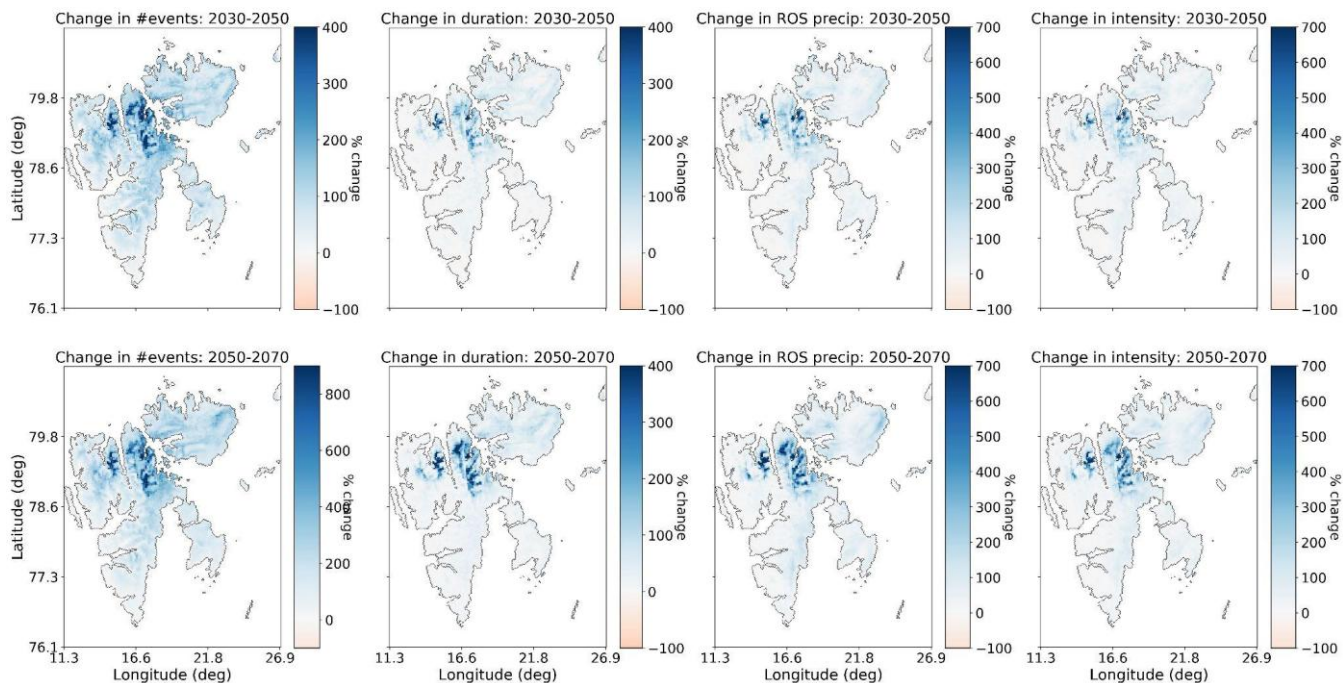 Change in #events: 2030-2050
400
300
200
100
0
−100
% change
79.8
78.6
77.3
76.1
Latitude (deg)
Change in duration: 2030-2050
400
300
200
100
0
−100
% change
Change in ROS precip: 2030-2050
700
600
500
400
300
200
100
0
−100
% change
Change in intensity: 2030-2050
700
600
500
400
300
200
100
0
−100
% change
Change in #events: 2050-2070
800
600
400
200
0
% change
79.8
78.6
77.3
76.1
Latitude (deg)
11.3 16.6 21.8 26.9
Longitude (deg)
Change in duration: 2050-2070
400
300
200
100
0
−100
% change
11.3 16.6 21.8 26.9
Longitude (deg)
Change in ROS precip: 2050-2070
700
600
500
400
300
200
100
0
−100
% change
11.3 16.6 21.8 26.9
Longitude (deg)
Change in intensity: 2050-2070
700
600
500
400
300
200
100
0
−100
% change
11.3 16.6 21.8 26.9
Longitude (deg)